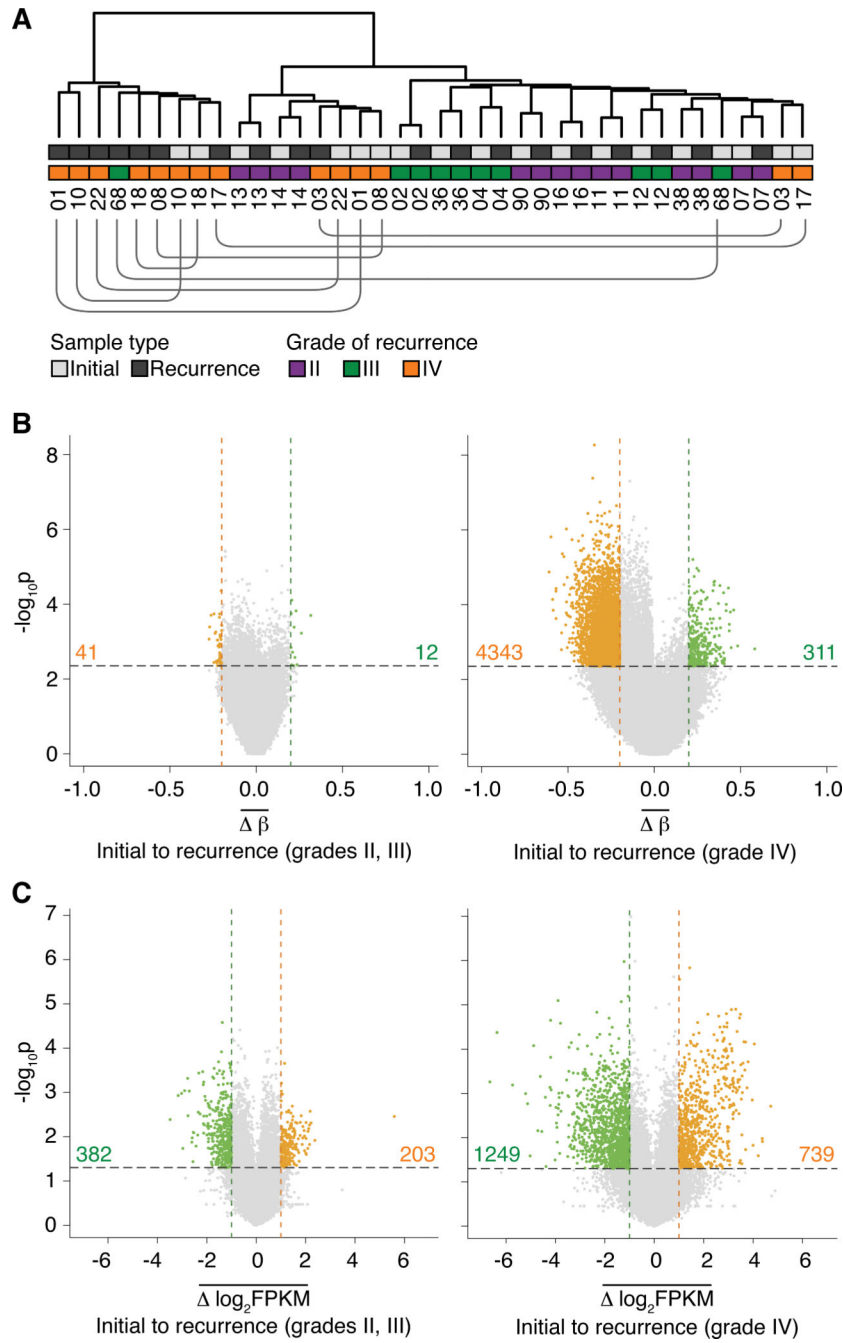 A
01 10 22 68 18 08 10 18 17 13 13 14 14 03 22 01 08 02 02 36 36 04 04 90 90 16 16 11 11 12 12 38 38 68 07 07 03 17
Sample type Grade of recurrence
Initial Recurrence II III IV
B
8
6
4
2
0
-log₁₀p
41 12
-1.0 -0.5 0.0 0.5 1.0
Δ β
Initial to recurrence (grades II, III)
4343 311
-1.0 -0.5 0.0 0.5 1.0
Δ β
Initial to recurrence (grade IV)
C
7
6
5
4
3
2
1
0
-log₁₀p
382 203
-6 -4 -2 0 2 4 6
Δ log₂FPKM
Initial to recurrence (grades II, III)
1249 739
-6 -4 -2 0 2 4 6
Δ log₂FPKM
Initial to recurrence (grade IV)